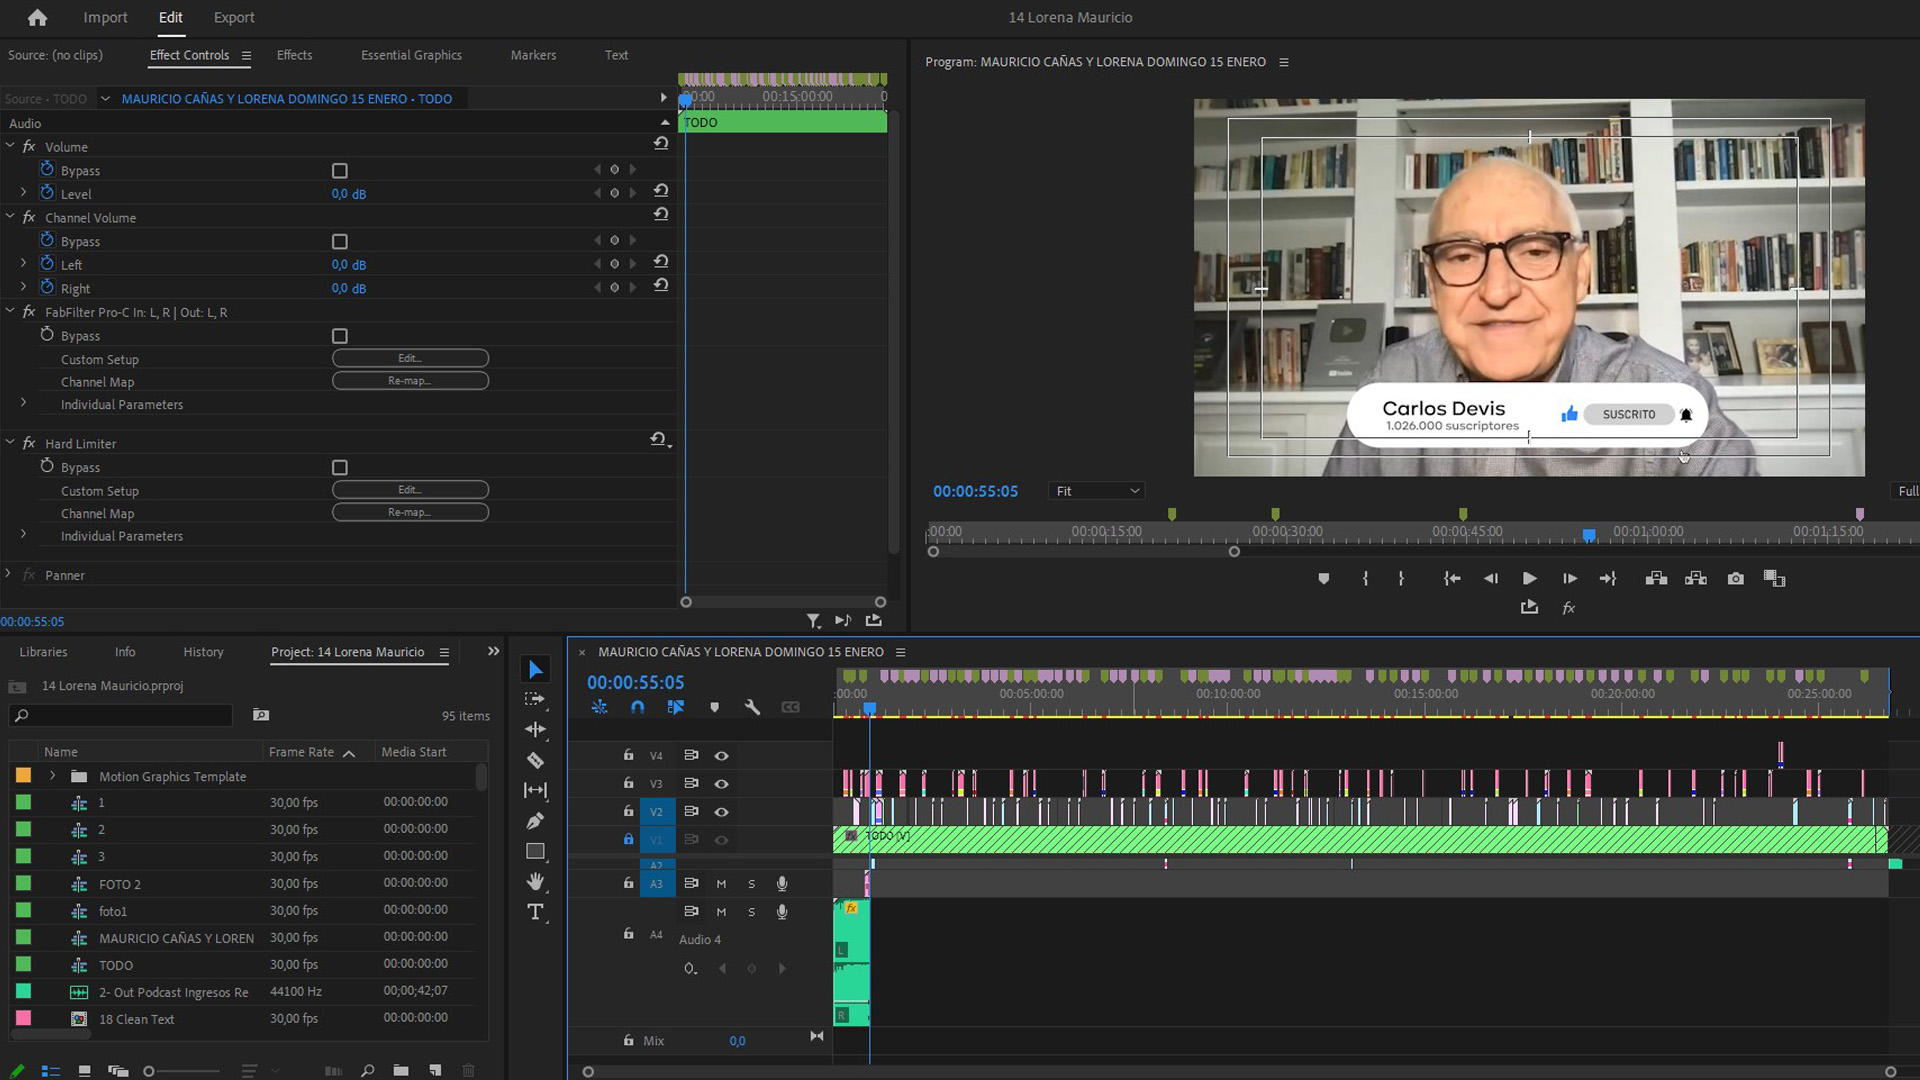 Import Edit Export
14 Lorena Mauricio
Source: (no clips) Effect Controls Effects Essential Graphics Markers Text
Source • TODO MAURICIO CAÑAS Y LORENA DOMINGO 15 ENERO • TODO
:00:00 00:15:00:00 0
Audio
TODO
fx Volume
Bypass
Level 0,0 dB
fx Channel Volume
Bypass
Left 0,0 dB
Right 0,0 dB
fx FabFilter Pro-C In: L, R | Out: L, R
Bypass
Custom Setup Edit...
Channel Map Re-map...
Individual Parameters
fx Hard Limiter
Bypass
Custom Setup Edit...
Channel Map Re-map...
Individual Parameters
fx Panner
00:00:55:05
Program: MAURICIO CAÑAS Y LORENA DOMINGO 15 ENERO
YouTube
Carlos Devis
1.026.000 suscriptores
SUSCRITO
00:00:55:05 Fit Full
:00:00 00:00:15:00 00:00:30:00 00:00:45:00 00:01:00:00 00:01:15:00
fx
Libraries Info History Project: 14 Lorena Mauricio
14 Lorena Mauricio.prproj
95 items
Name Frame Rate Media Start
Motion Graphics Template
1 30,00 fps 00:00:00:00
2 30,00 fps 00:00:00:00
3 30,00 fps 00:00:00:00
FOTO 2 30,00 fps 00:00:00:00
foto1 30,00 fps 00:00:00:00
MAURICIO CAÑAS Y LOREN 30,00 fps 00:00:00:00
TODO 30,00 fps 00:00:00:00
2- Out Podcast Ingresos Re 44100 Hz 00;00;42;07
18 Clean Text 30,00 fps 00:00:00:00
T
× MAURICIO CAÑAS Y LORENA DOMINGO 15 ENERO
00:00:55:05
CC
:00:00 00:05:00:00 00:10:00:00 00:15:00:00 00:20:00:00 00:25:00:00
V4
V3
V2
V1
fx TODO [V]
A2
A3 M S
M S
fx
A4 Audio 4
L
R
Mix 0,0